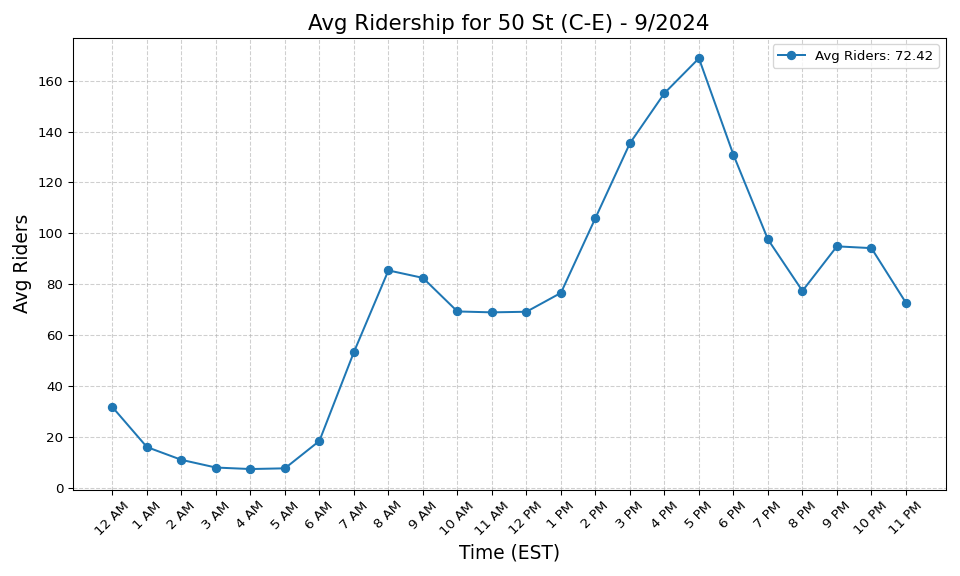 Avg Ridership for 50 St (C-E) - 9/2024
Avg Riders: 72.42
Avg Riders
160
140
120
100
80
60
40
20
0
12 AM
1 AM
2 AM
3 AM
4 AM
5 AM
6 AM
7 AM
8 AM
9 AM
10 AM
11 AM
12 PM
1 PM
2 PM
3 PM
4 PM
5 PM
6 PM
7 PM
8 PM
9 PM
10 PM
11 PM
Time (EST)